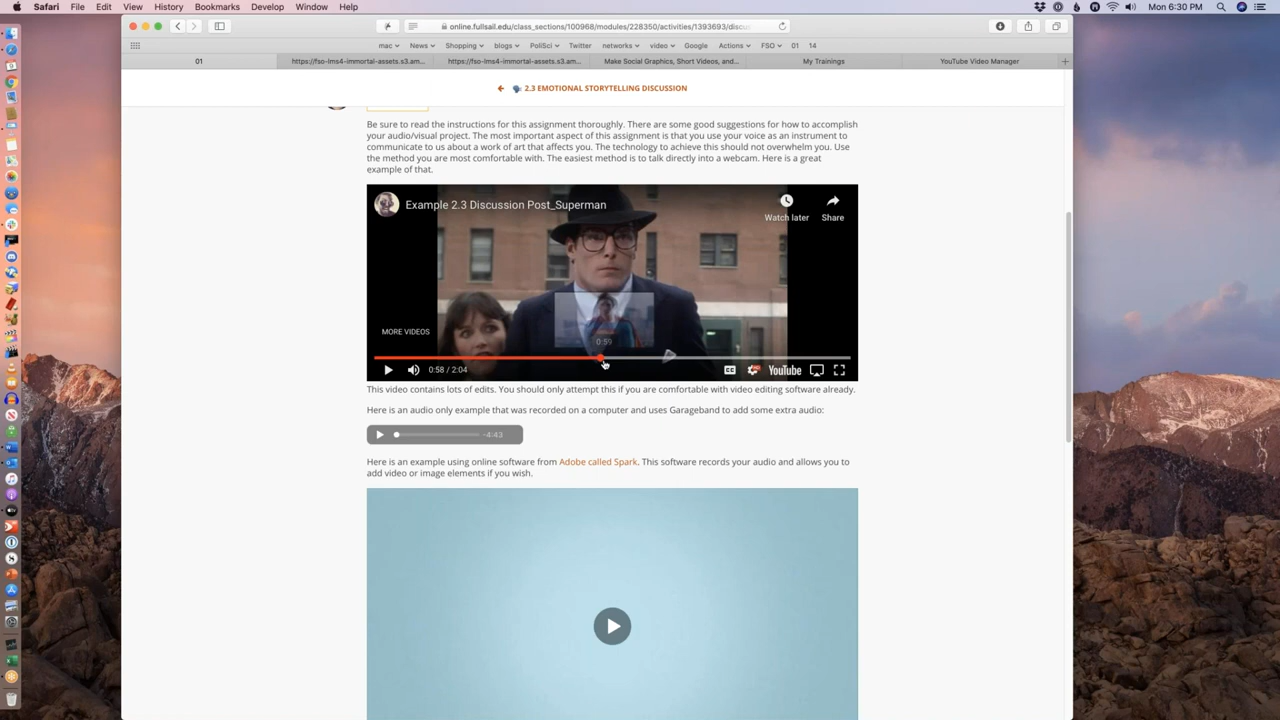 Safari File Edit View History Bookmarks Develop Window Help Mon 6:30 PM
online.fullsail.edu/class_sections/100968/modules/228350/activities/1393693/discu
mac News Shopping blogs PoliSci Twitter networks video Google Actions FSO 01 14
01 https://fso-lms4-immortal-assets.s3.am... https://fso-lms4-immortal-assets.s3.am... Make Social Graphics, Short Videos, and... My Trainings YouTube Video Manager
2.3 EMOTIONAL STORYTELLING DISCUSSION
Be sure to read the instructions for this assignment thoroughly. There are some good suggestions for how to accomplish
your audio/visual project. The most important aspect of this assignment is that you use your voice as an instrument to
communicate to us about a work of art that affects you. The technology to achieve this should not overwhelm you. Use
the method you are most comfortable with. The easiest method is to talk directly into a webcam. Here is a great
example of that.
Example 2.3 Discussion Post_Superman
Watch later Share
MORE VIDEOS
0:59
0:58 / 2:04 CC YouTube
This video contains lots of edits. You should only attempt this if you are comfortable with video editing software already.
Here is an audio only example that was recorded on a computer and uses Garageband to add some extra audio:
-4:43
Here is an example using online software from Adobe called Spark. This software records your audio and allows you to
add video or image elements if you wish.